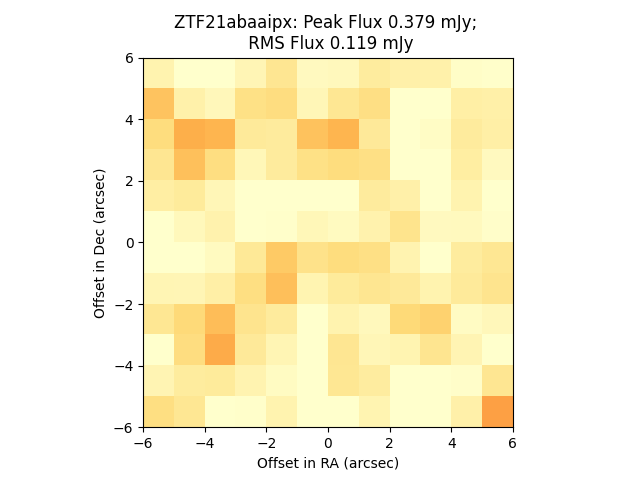 ZTF21abaaipx: Peak Flux 0.379 mJy;
RMS Flux 0.119 mJy
6
4
2
0
−2
−4
−6
Offset in Dec (arcsec)
−6 −4 −2 0 2 4 6
Offset in RA (arcsec)